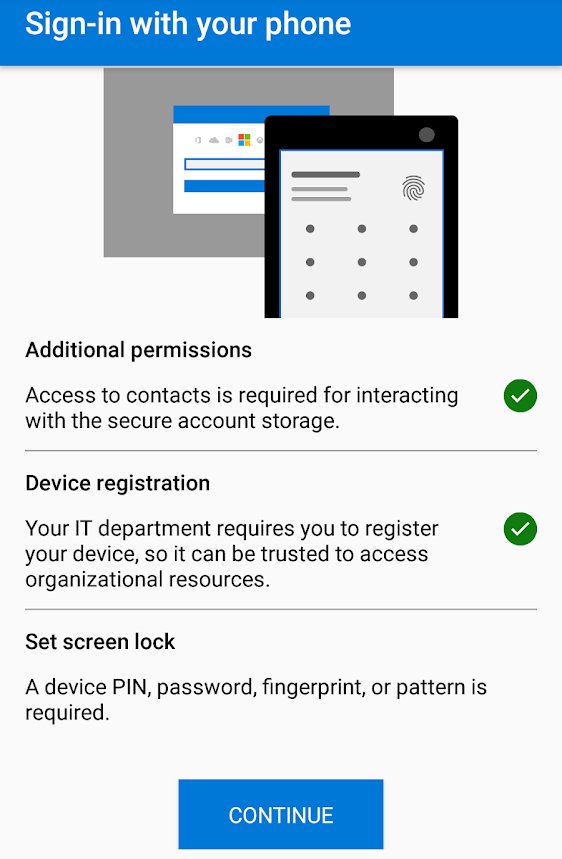 Sign-in with your phone
Additional permissions
Access to contacts is required for interacting
with the secure account storage.
Device registration
Your IT department requires you to register
your device, so it can be trusted to access
organizational resources.
Set screen lock
A device PIN, password, fingerprint, or pattern is
required.
CONTINUE